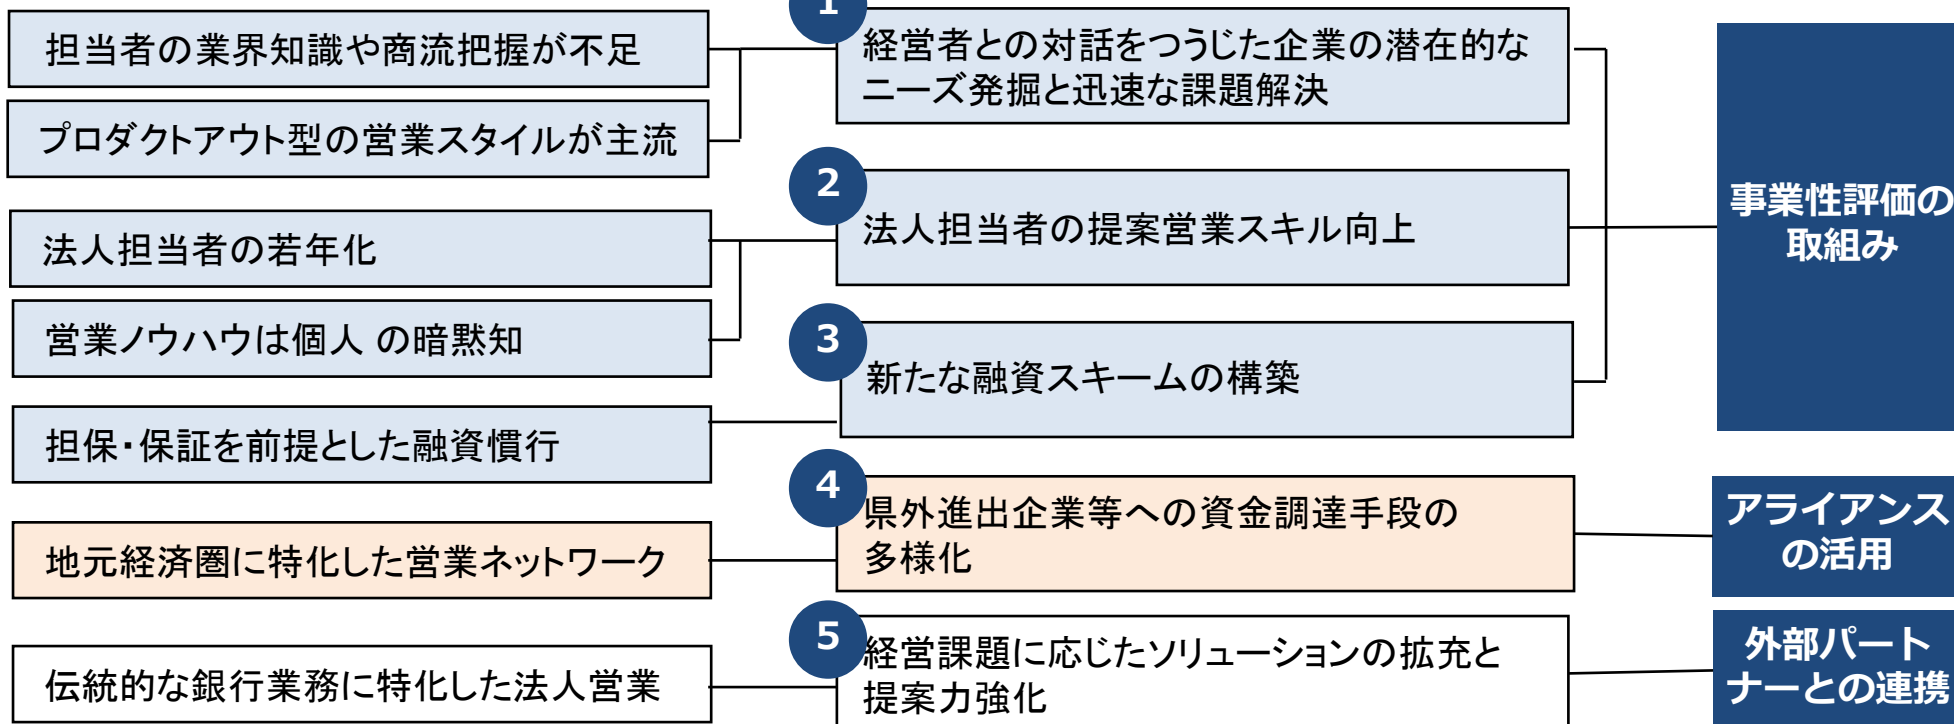 担当者の業界知識や商流把握が不足
プロダクトアウト型の営業スタイルが主流
法人担当者の若年化
営業ノウハウは個人 の暗黙知
担保・保証を前提とした融資慣行
地元経済圏に特化した営業ネットワーク
伝統的な銀行業務に特化した法人営業
1
経営者との対話をつうじた企業の潜在的な
ニーズ発掘と迅速な課題解決
2
法人担当者の提案営業スキル向上
3
新たな融資スキームの構築
4
県外進出企業等への資金調達手段の
多様化
5
経営課題に応じたソリューションの拡充と
提案力強化
事業性評価の
取組み
アライアンス
の活用
外部パート
ナーとの連携